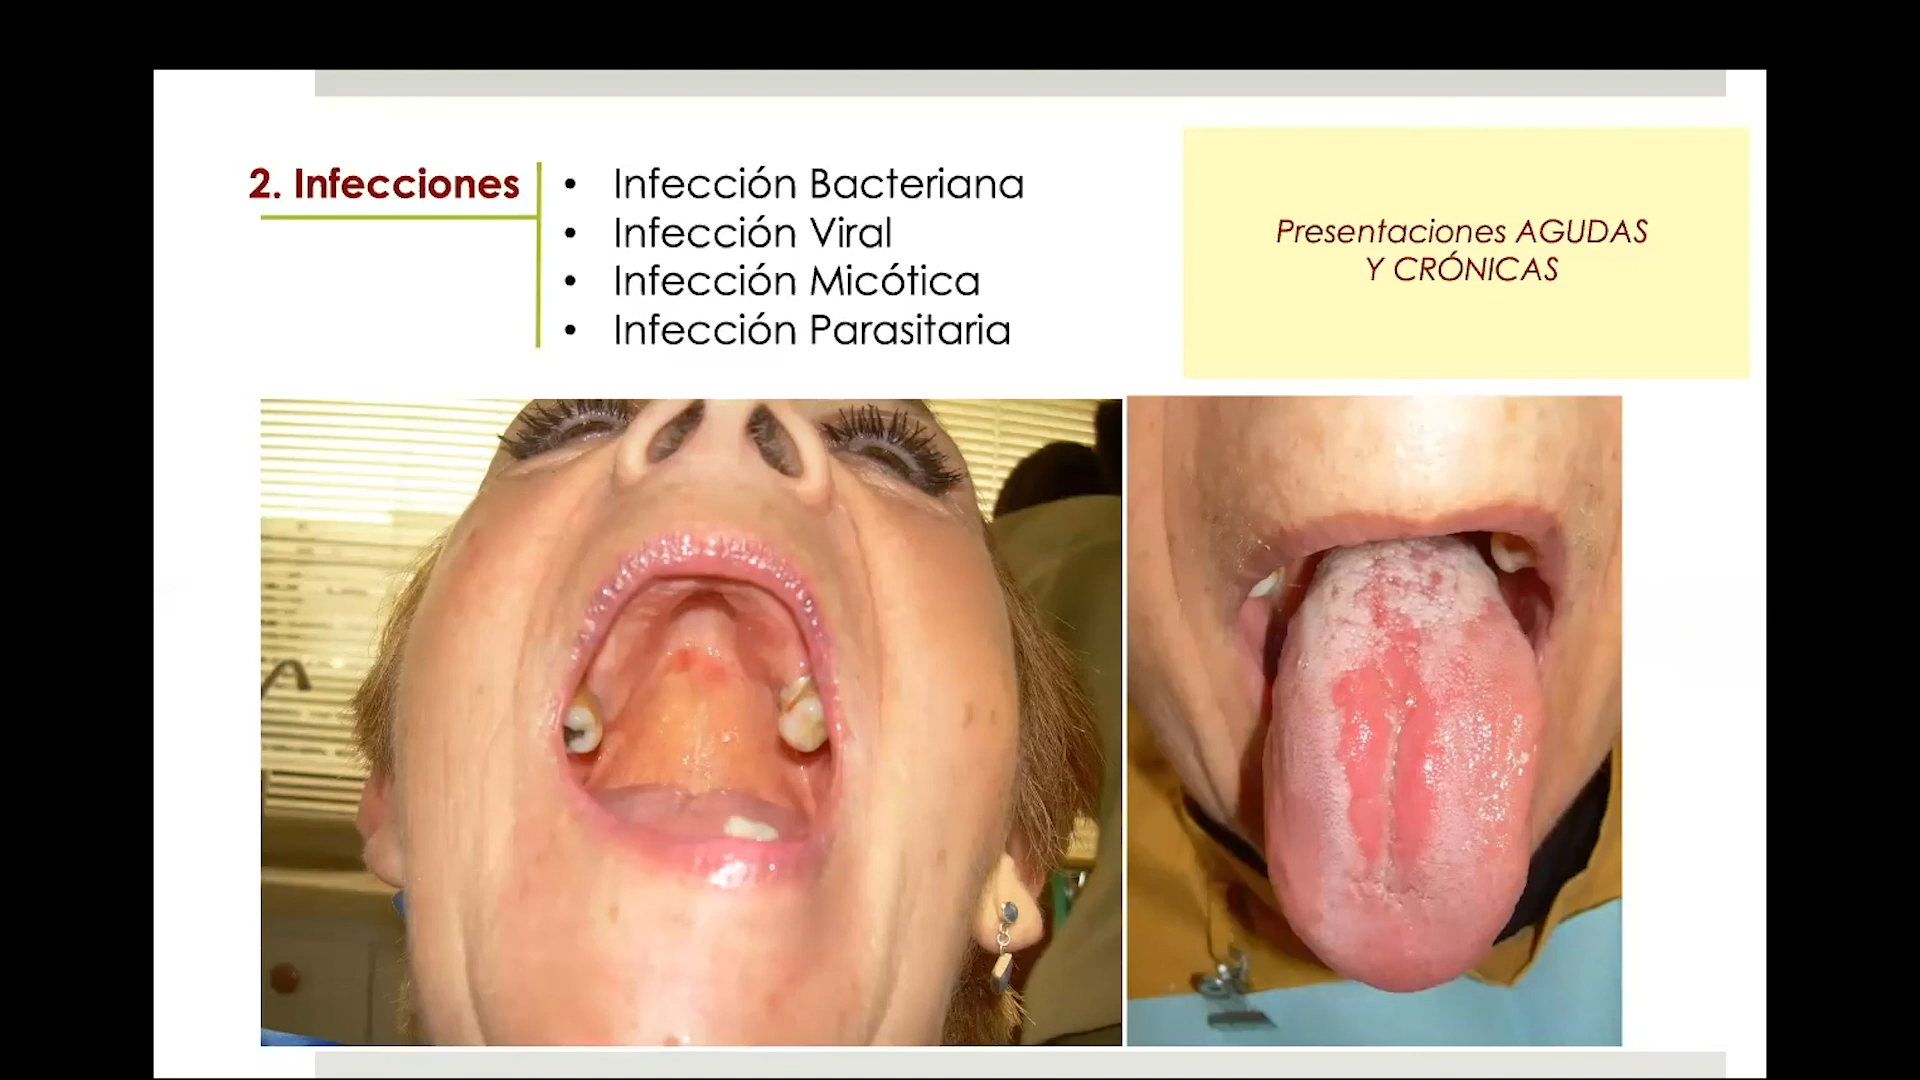 2. Infecciones
• Infección Bacteriana
• Infección Viral
• Infección Micótica
• Infección Parasitaria
Presentaciones AGUDAS
Y CRÓNICAS